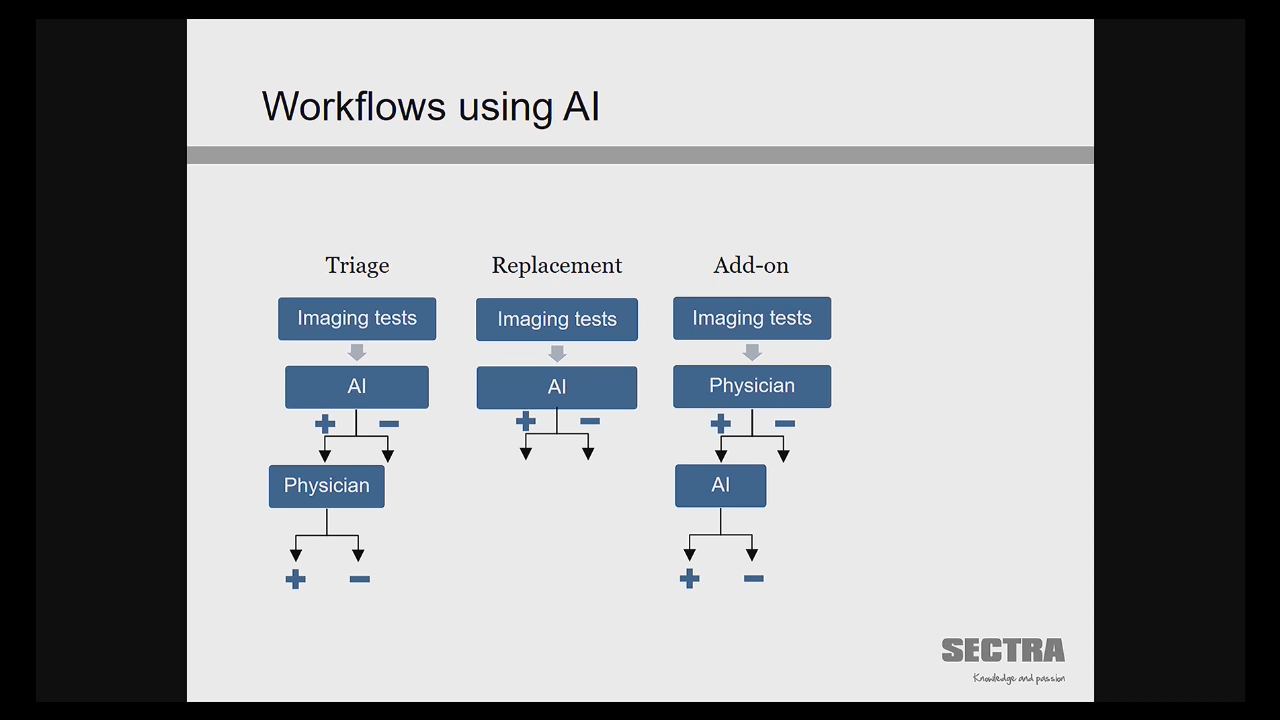 Workflows using AI
Triage
Replacement
Add-on
Imaging tests
Imaging tests
Imaging tests
AI
AI
Physician
+
−
+
−
+
−
Physician
AI
+
−
+
−
SECTRA
Knowledge and passion